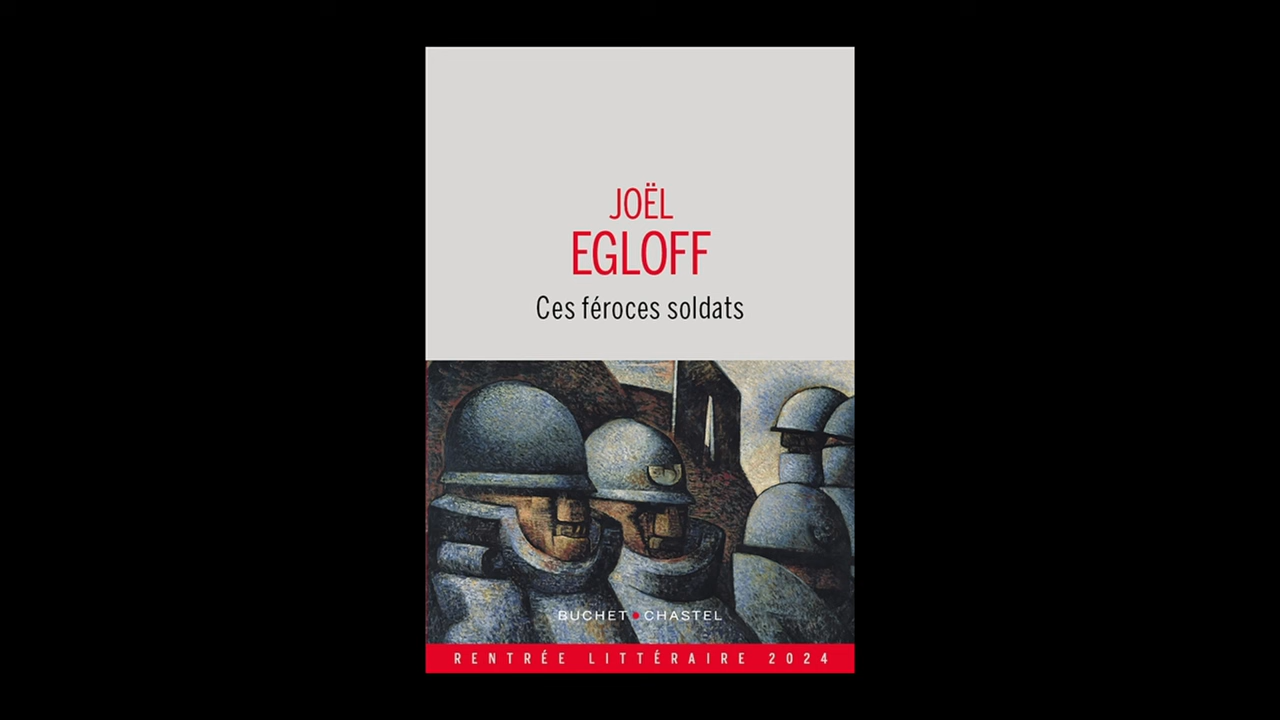 JOËL
EGLOFF
Ces féroces soldats
BUCHET•CHASTEL
RENTRÉE LITTÉRAIRE 2024